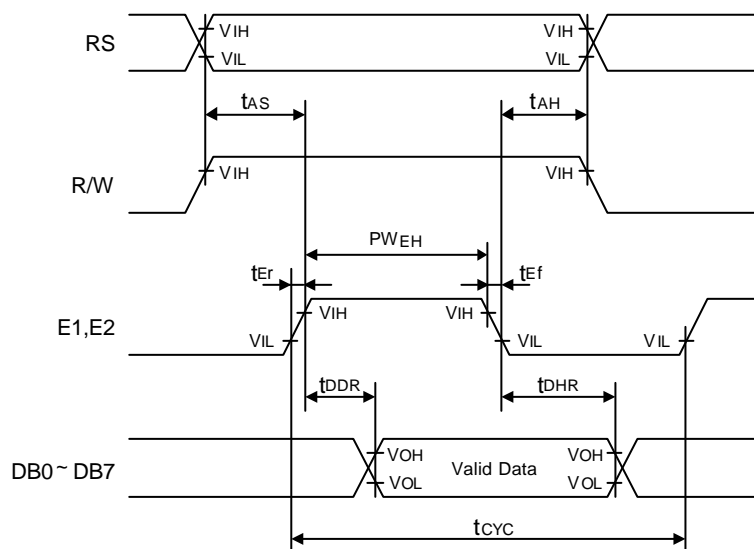 RS
VIH
VIL
VIH
VIL
tAS
tAH
R/W
VIH
VIH
PWEH
tEr
tEf
E1,E2
VIH
VIL
VIH
VIL
VIL
tDDR
tDHR
DB0~DB7
VOH
VOL
Valid Data
VOH
VOL
tCYC